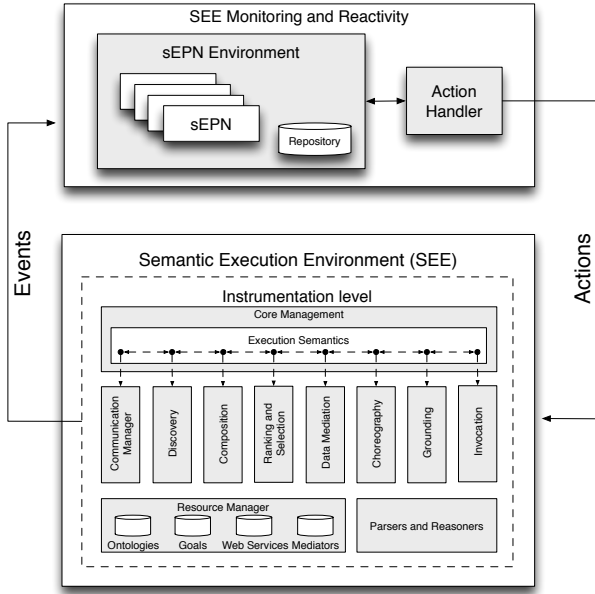 SEE Monitoring and Reactivity
sEPN Environment
sEPN
Repository
Action
Handler
Events
Actions
Semantic Execution Environment (SEE)
Instrumentation level
Core Management
Execution Semantics
Communication
Manager
Discovery
Composition
Ranking and
Selection
Data Mediation
Choreography
Grounding
Invocation
Resource Manager
Ontologies
Goals
Web Services
Mediators
Parsers and Reasoners